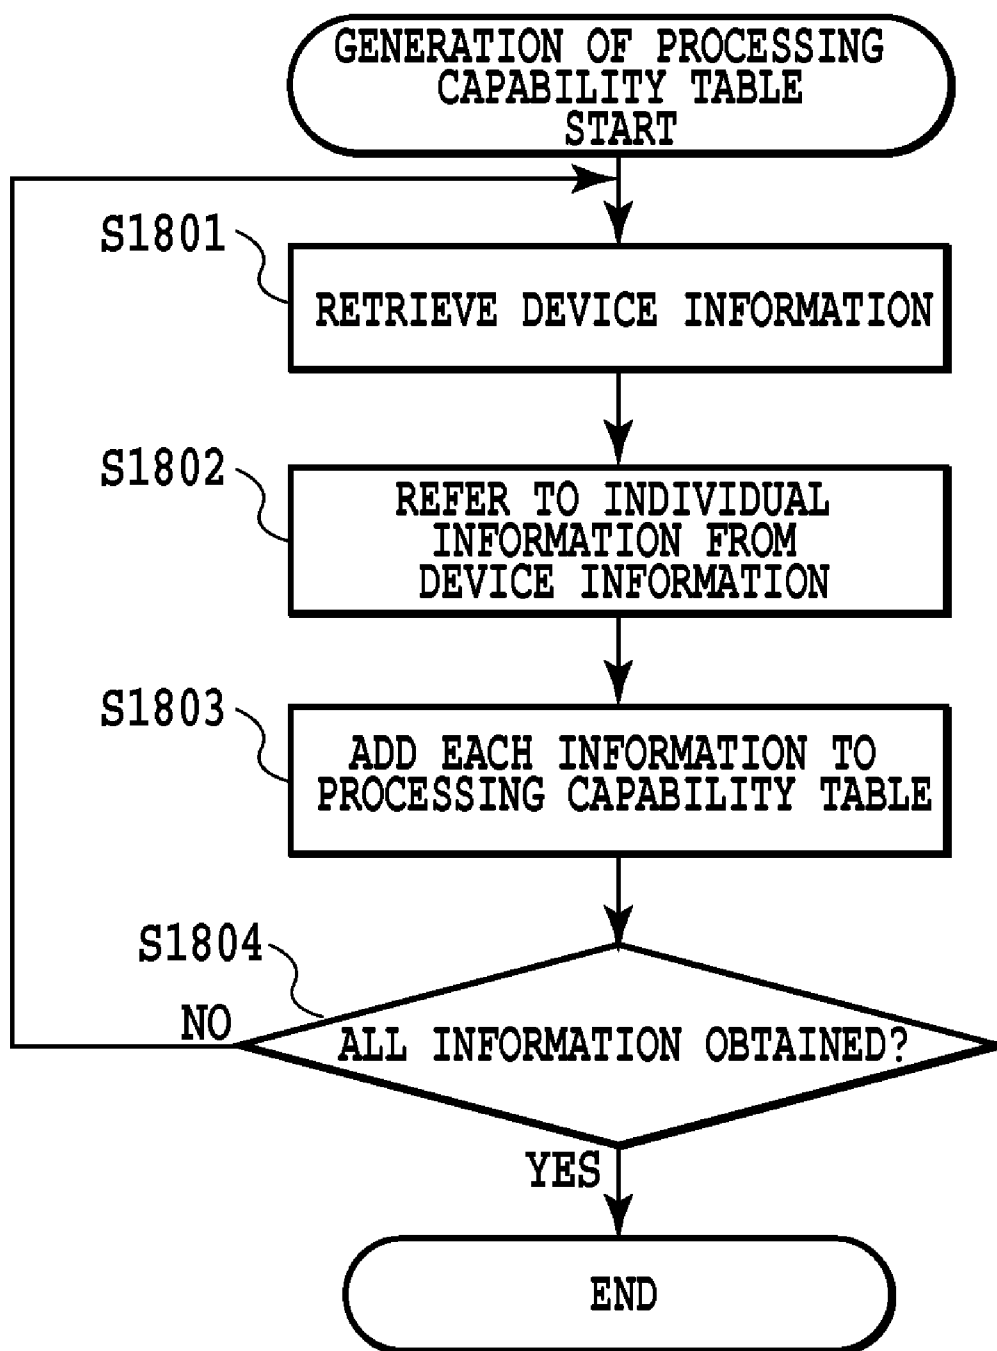 GENERATION OF PROCESSING
CAPABILITY TABLE
START
S1801
RETRIEVE DEVICE INFORMATION
S1802
REFER TO INDIVIDUAL
INFORMATION FROM
DEVICE INFORMATION
S1803
ADD EACH INFORMATION TO
PROCESSING CAPABILITY TABLE
S1804
NO
ALL INFORMATION OBTAINED?
YES
END